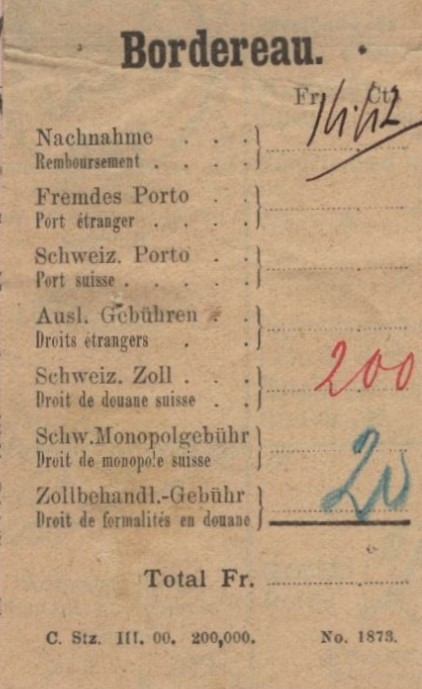 Bordereau.
Fr. Ct.
Nachnahme . . .
Remboursement . . . .
Fremdes Porto . .
Port étranger . . . .
Schweiz. Porto . .
Port suisse . . . . .
Ausl. Gebühren . .
Droits étrangers . .
Schweiz. Zoll . . . 200
Droit de douane suisse . .
Schw.Monopolgebühr
Droit de monopole suisse
Zollbehandl.-Gebühr 20
Droit de formalités en douane
Total Fr.
C. Stz. III. 00. 200,000. No. 1873.